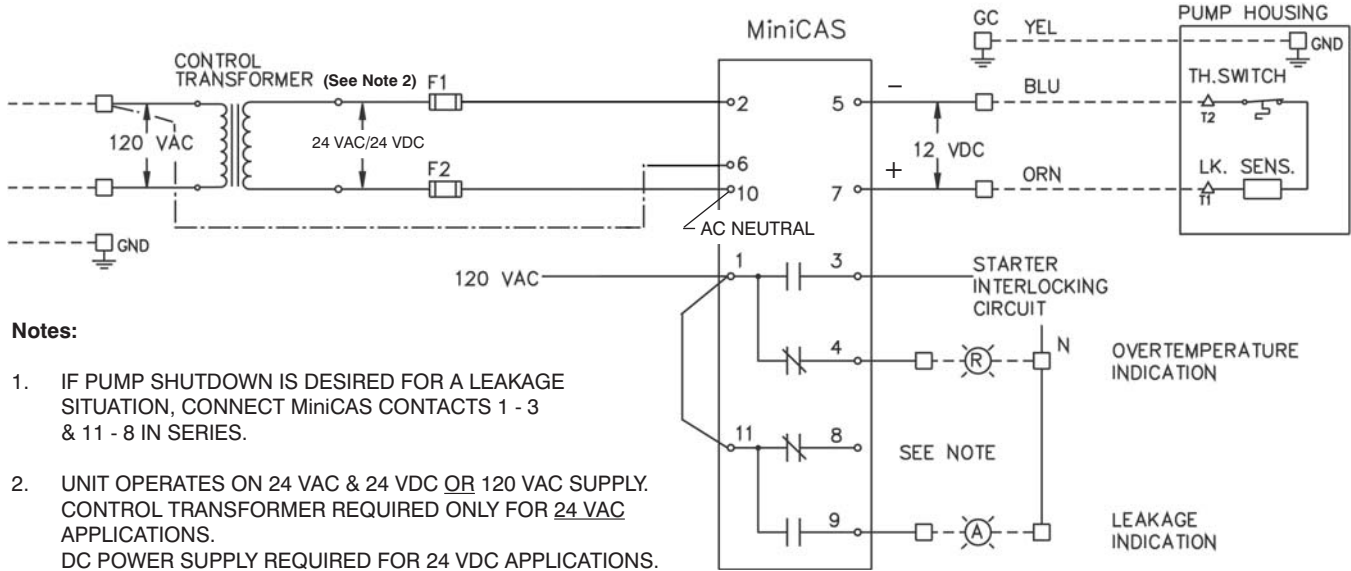 MiniCAS
GC
YEL
PUMP HOUSING
GND
CONTROL
TRANSFORMER (See Note 2)
F1
TH.SWITCH
BLU
2
5
−
T2
120 VAC
24 VAC/24 VDC
12 VDC
6
F2
+
ORN
LK. SENS.
10
7
T1
AC NEUTRAL
GND
120 VAC
1
3
STARTER
INTERLOCKING
CIRCUIT
4
R
N
OVERTEMPERATURE
INDICATION
11
8
SEE NOTE
9
A
LEAKAGE
INDICATION
Notes:
1. IF PUMP SHUTDOWN IS DESIRED FOR A LEAKAGE
SITUATION, CONNECT MiniCAS CONTACTS 1 - 3
& 11 - 8 IN SERIES.
2. UNIT OPERATES ON 24 VAC & 24 VDC OR 120 VAC SUPPLY.
CONTROL TRANSFORMER REQUIRED ONLY FOR 24 VAC
APPLICATIONS.
DC POWER SUPPLY REQUIRED FOR 24 VDC APPLICATIONS.